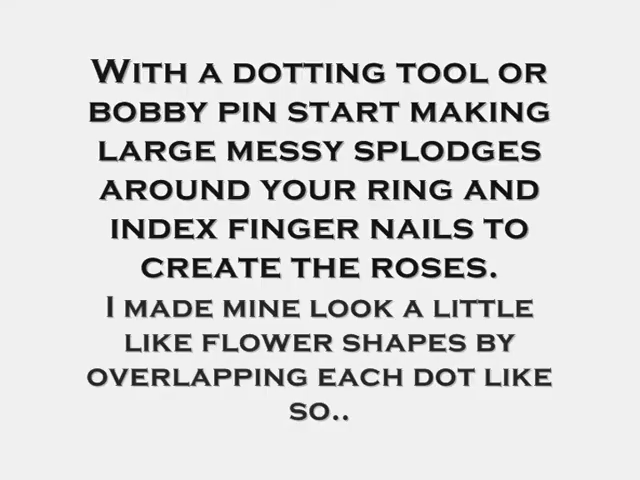 With a dotting tool or
bobby pin start making
large messy splodges
around your ring and
index finger nails to
create the roses.
I made mine look a little
like flower shapes by
overlapping each dot like
so..